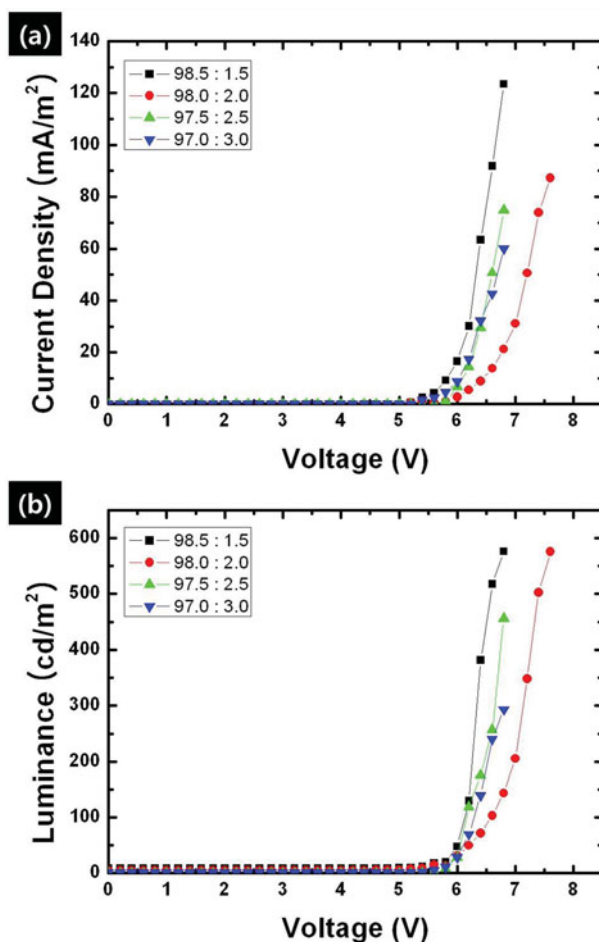 (a)
140
120
100
80
60
40
20
0
Current Density (mA/m²)
98.5 : 1.5
98.0 : 2.0
97.5 : 2.5
97.0 : 3.0
0 1 2 3 4 5 6 7 8
Voltage (V)
(b)
600
500
400
300
200
100
0
Luminance (cd/m²)
98.5 : 1.5
98.0 : 2.0
97.5 : 2.5
97.0 : 3.0
0 1 2 3 4 5 6 7 8
Voltage (V)